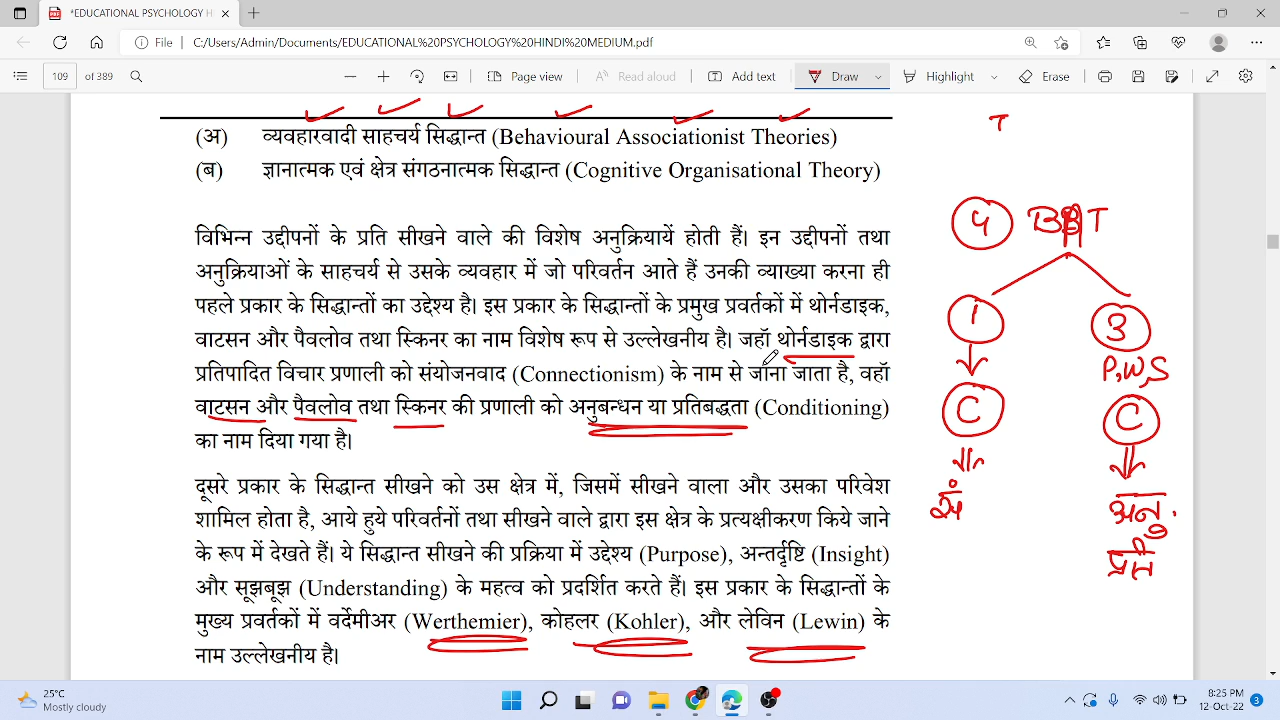 *EDUCATIONAL PSYCHOLOGY H
File C:/Users/Admin/Documents/EDUCATIONAL%20PSYCHOLOGY%20HINDI%20MEDIUM.pdf
109 of 389 Page view Read aloud Add text Draw Highlight Erase
(अ) व्यवहारवादी साहचर्य सिद्धान्त (Behavioural Associationist Theories)
(ब) ज्ञानात्मक एवं क्षेत्र संगठनात्मक सिद्धान्त (Cognitive Organisational Theory)
विभिन्न उद्दीपनों के प्रति सीखने वाले की विशेष अनुक्रियायें होती हैं। इन उद्दीपनों तथा
अनुक्रियाओं के साहचर्य से उसके व्यवहार में जो परिवर्तन आते हैं उनकी व्याख्या करना ही
पहले प्रकार के सिद्धान्तों का उद्देश्य है। इस प्रकार के सिद्धान्तों के प्रमुख प्रवर्तकों में थोर्नडाइक,
वाटसन और पैवलोव तथा स्किनर का नाम विशेष रूप से उल्लेखनीय है। जहॉ थोर्नडाइक द्वारा
प्रतिपादित विचार प्रणाली को संयोजनवाद (Connectionism) के नाम से जाना जाता है, वहॉ
वाटसन और पैवलोव तथा स्किनर की प्रणाली को अनुबन्धन या प्रतिबद्धता (Conditioning)
का नाम दिया गया है।
दूसरे प्रकार के सिद्धान्त सीखने को उस क्षेत्र में, जिसमें सीखने वाला और उसका परिवेश
शामिल होता है, आये हुये परिवर्तनों तथा सीखने वाले द्वारा इस क्षेत्र के प्रत्यक्षीकरण किये जाने
के रूप में देखते हैं। ये सिद्धान्त सीखने की प्रक्रिया में उद्देश्य (Purpose), अन्तर्दृष्टि (Insight)
और सूझबूझ (Understanding) के महत्व को प्रदर्शित करते हैं। इस प्रकार के सिद्धान्तों के
मुख्य प्रवर्तकों में वर्देमीअर (Werthemier), कोहलर (Kohler), और लेविन (Lewin) के
नाम उल्लेखनीय है।
T
4
1 3
P,W,S
C C
सं अनु.
प्रति
25°C
Mostly cloudy
8:25 PM
12-Oct-22
3